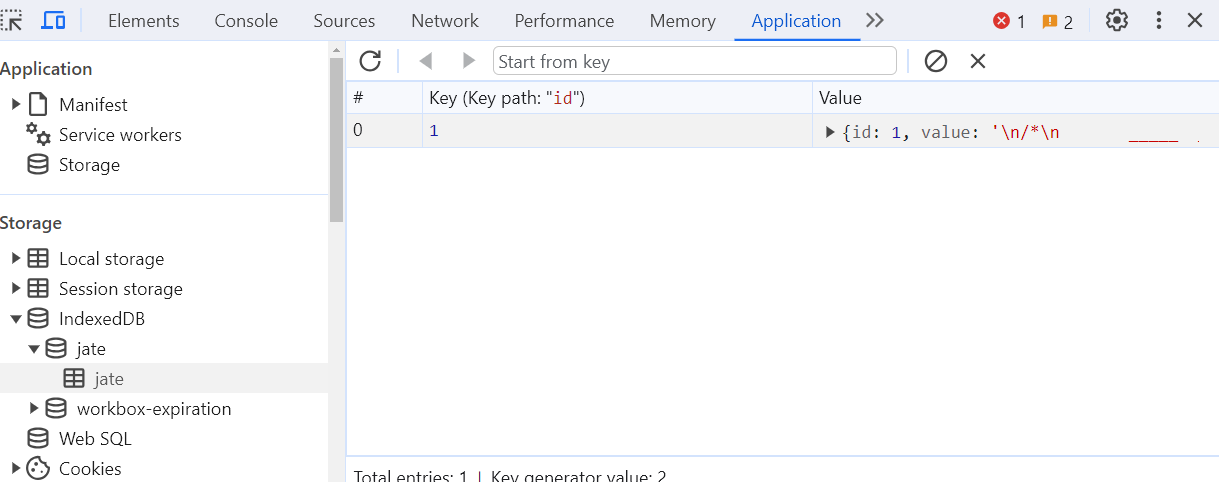 Elements Console Sources Network Performance Memory Application 1 2
Application
Manifest
Service workers
Storage
Storage
Local storage
Session storage
IndexedDB
jate
jate
workbox-expiration
Web SQL
Cookies
Start from key
# Key (Key path: "id") Value
0 1 {id: 1, value: '\n/*\n _____ .
Total entries: 1 | Key generator value: 2